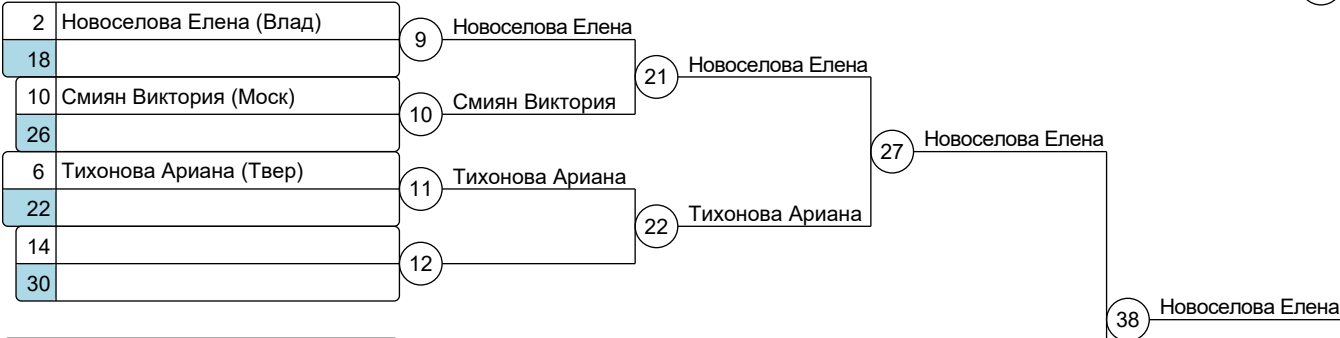 2 Новоселова Елена (Влад)
18
9 Новоселова Елена
10 Смиян Виктория (Моск)
26
10 Смиян Виктория
21 Новоселова Елена
6 Тихонова Ариана (Твер)
22
11 Тихонова Ариана
14
30
12
22 Тихонова Ариана
27 Новоселова Елена
38 Новоселова Елена